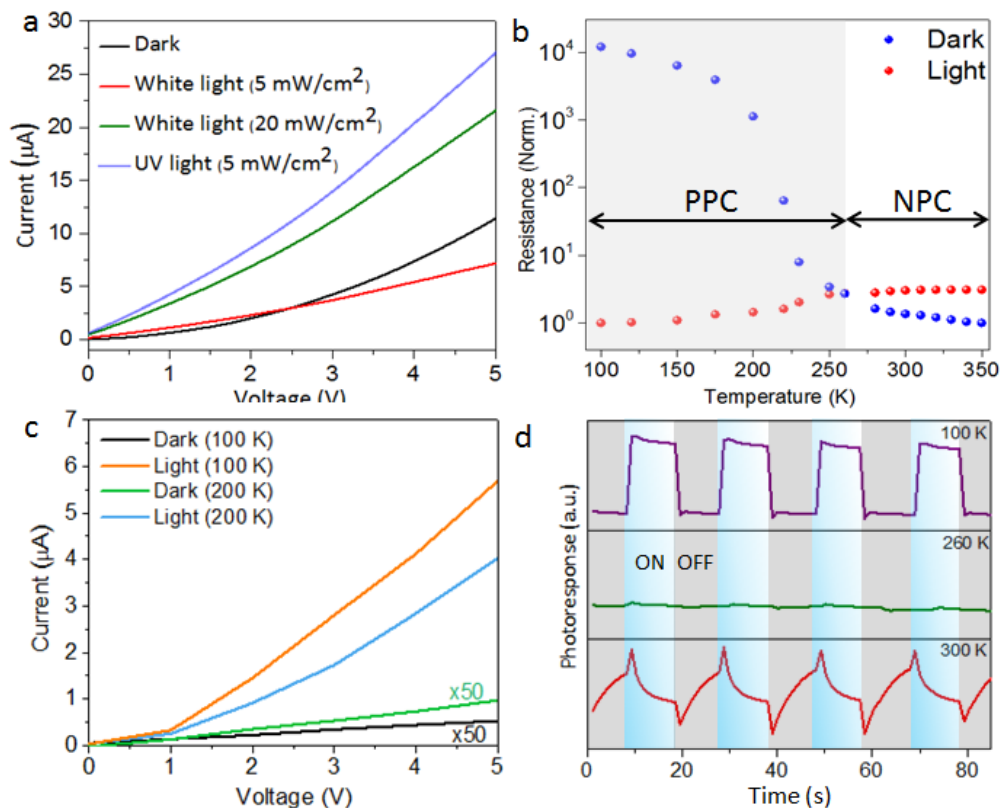 a
30
25
20
15
10
5
0
Current (µA)
Dark
White light (5 mW/cm²)
White light (20 mW/cm²)
UV light (5 mW/cm²)
0 1 2 3 4 5
Voltage (V)
b
10⁴
10³
10²
10¹
10⁰
Resistance (Norm.)
Dark
Light
PPC
NPC
100 150 200 250 300 350
Temperature (K)
c
7
6
5
4
3
2
1
0
Current (µA)
Dark (100 K)
Light (100 K)
Dark (200 K)
Light (200 K)
x50
x50
0 1 2 3 4 5
Voltage (V)
d
Photoresponse (a.u.)
100 K
260 K
ON OFF
300 K
0 20 40 60 80
Time (s)